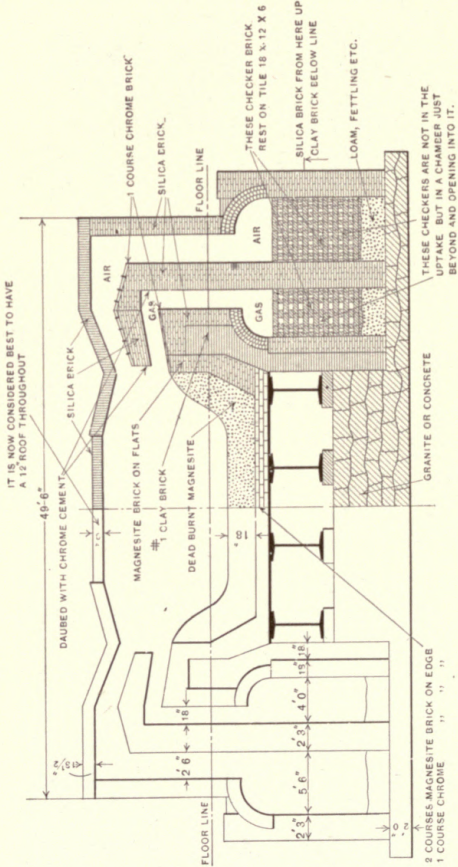 IT IS NOW CONSIDERED BEST TO HAVE
A 12" ROOF THROUGHOUT
49'-6"
DAUBED WITH CHROME CEMENT
SILICA BRICK
MAGNESITE BRICK ON FLATS
#1 CLAY BRICK
DEAD BURNT MAGNESITE
AIR
GAS
1 COURSE CHROME BRICK
SILICA BRICK
FLOOR LINE
THESE CHECKER BRICK
REST ON TILE 18 X 12 X 6
SILICA BRICK FROM HERE UP
CLAY BRICK BELOW LINE
LOAM, FETTLING ETC.
AIR
GAS
THESE CHECKERS ARE NOT IN THE
UPTAKE BUT IN A CHAMBER JUST
BEYOND AND OPENING INTO IT.
GRANITE OR CONCRETE
18"
13½"
FLOOR LINE
2'6"
18"
2'3"
5'6"
2'3"
4'0"
18"
2'0"
2 COURSES MAGNESITE BRICK ON EDGE
1 COURSE CHROME " " "